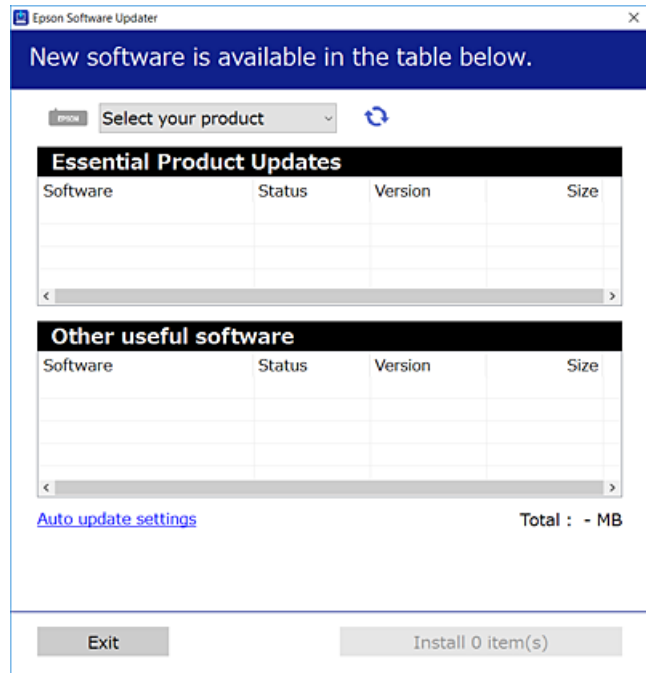 Epson Software Updater
New software is available in the table below.
EPSON Select your product
Essential Product Updates
Software Status Version Size
Other useful software
Software Status Version Size
Auto update settings Total : - MB
Exit Install 0 item(s)